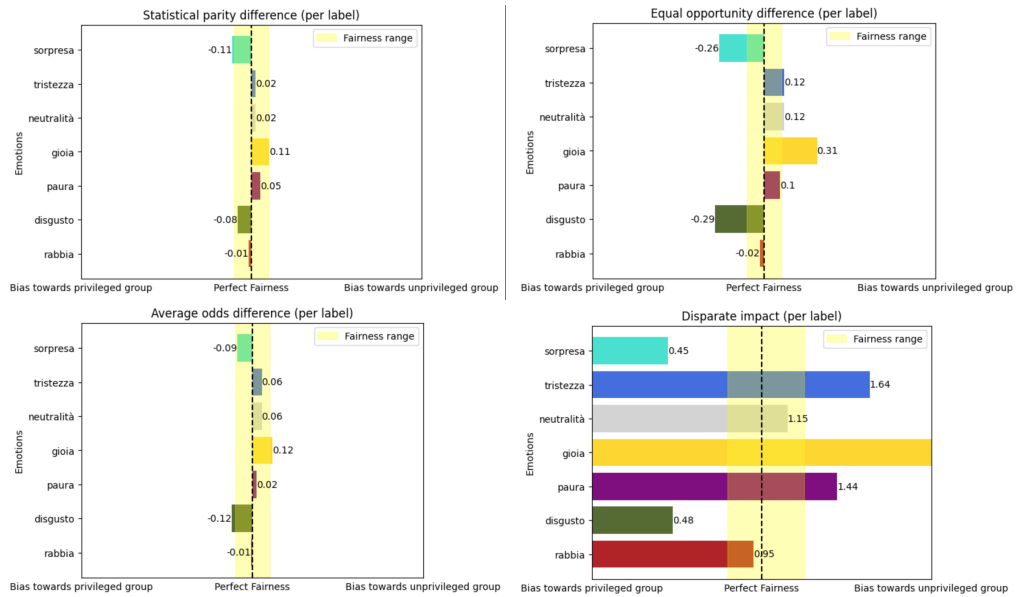 Statistical parity difference (per label)
Fairness range
Emotions
sorpresa
-0.11
tristezza
0.02
neutralità
0.02
gioia
0.11
paura
0.05
disgusto
-0.08
rabbia
-0.01
Bias towards privileged group
Perfect Fairness
Bias towards unprivileged group
Equal opportunity difference (per label)
Fairness range
Emotions
sorpresa
-0.26
tristezza
0.12
neutralità
0.12
gioia
0.31
paura
0.1
disgusto
-0.29
rabbia
-0.02
Bias towards privileged group
Perfect Fairness
Bias towards unprivileged group
Average odds difference (per label)
Fairness range
Emotions
sorpresa
-0.09
tristezza
0.06
neutralità
0.06
gioia
0.12
paura
0.02
disgusto
-0.12
rabbia
-0.01
Bias towards privileged group
Perfect Fairness
Bias towards unprivileged group
Disparate impact (per label)
Fairness range
Emotions
sorpresa
0.45
tristezza
1.64
neutralità
1.15
gioia
paura
1.44
disgusto
0.48
rabbia
0.95
Bias towards privileged group
Perfect Fairness
Bias towards unprivileged group